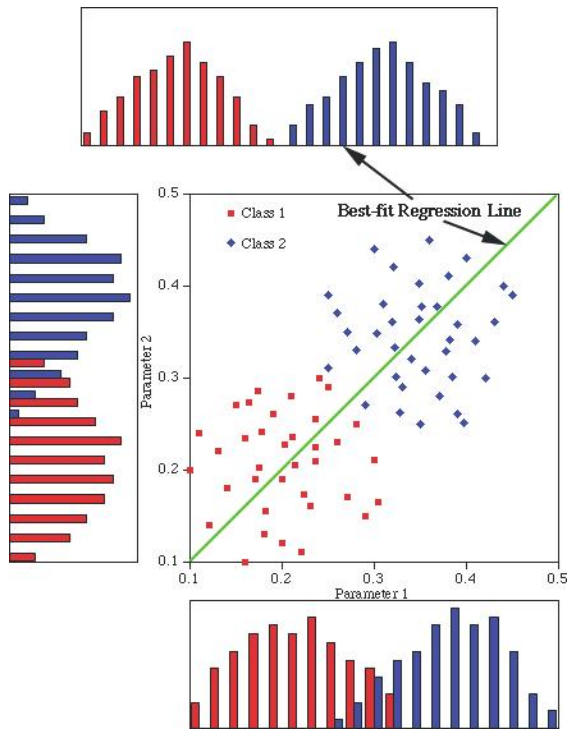 0.5
Class 1
Best-fit Regression Line
Class 2
0.4
Parameter 2
0.3
0.2
0.1
0.1
0.2
0.3
0.4
0.5
Parameter 1